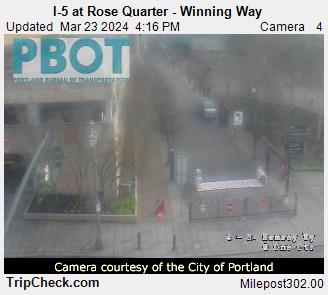 I-5 at Rose Quarter - Winning Way
Updated Mar 23 2024 4:16 PM Camera 4
PBOT
PORTLAND BUREAU OF TRANSPORTATION
Camera courtesy of the City of Portland
TripCheck.com Milepost302.00